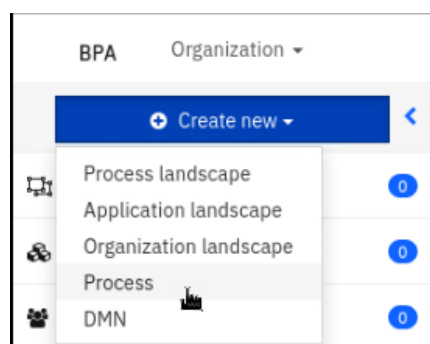 BPA Organization
Create new
Process landscape
0
Application landscape
Organization landscape
0
Process
DMN
0